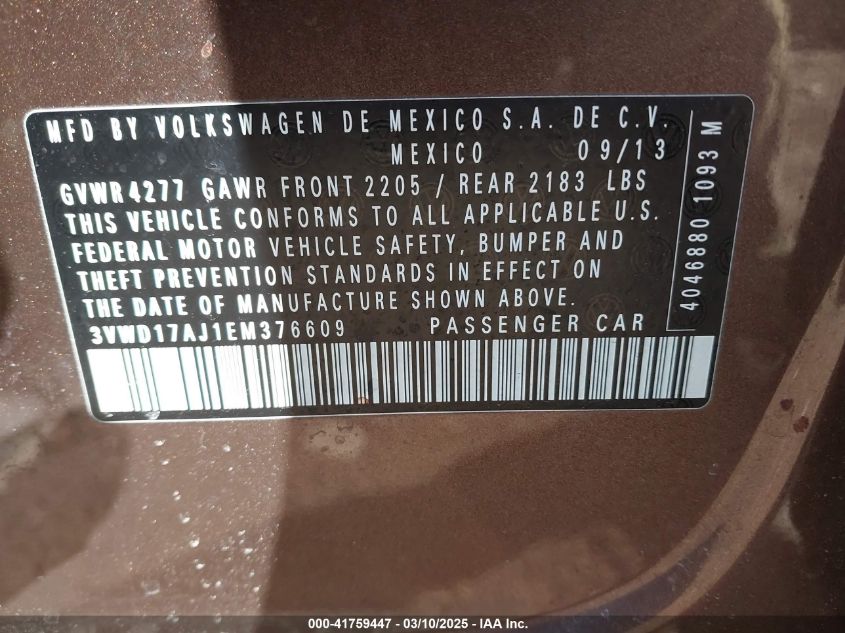 MFD BY VOLKSWAGEN DE MEXICO S.A. DE C.V.
MEXICO 09/13
GVWR 4277 GAWR FRONT 2205 / REAR 2183 LBS
THIS VEHICLE CONFORMS TO ALL APPLICABLE U.S.
FEDERAL MOTOR VEHICLE SAFETY, BUMPER AND
THEFT PREVENTION STANDARDS IN EFFECT ON
THE DATE OF MANUFACTURE SHOWN ABOVE.
3VWD17AJ1EM376609 PASSENGER CAR
4046880 1093 M
000-41759447 - 03/10/2025 - IAA Inc.